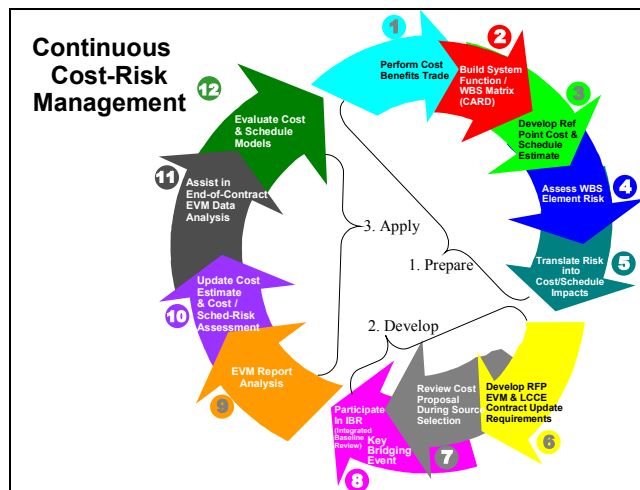 Continuous
Cost-Risk
Management
1
Perform Cost
Benefits Trade
2
Build System
Function /
WBS Matrix
(CARD)
3
Develop Ref
Point Cost &
Schedule
Estimate
4
Assess WBS
Element Risk
5
Translate Risk
into
Cost/Schedule
Impacts
6
Develop RFP
EVM & LCCE
Contract Update
Requirements
7
Review Cost
Proposal
During Source
Selection
8
Participate
In IBR
(Integrated
Baseline
Review)
Key
Bridging
Event
9
EVM Report
Analysis
10
Update Cost
Estimate
& Cost /
Sched-Risk
Assessment
11
Assist in
End-of-Contract
EVM Data
Analysis
12
Evaluate Cost
& Schedule
Models
1. Prepare
2. Develop
3. Apply